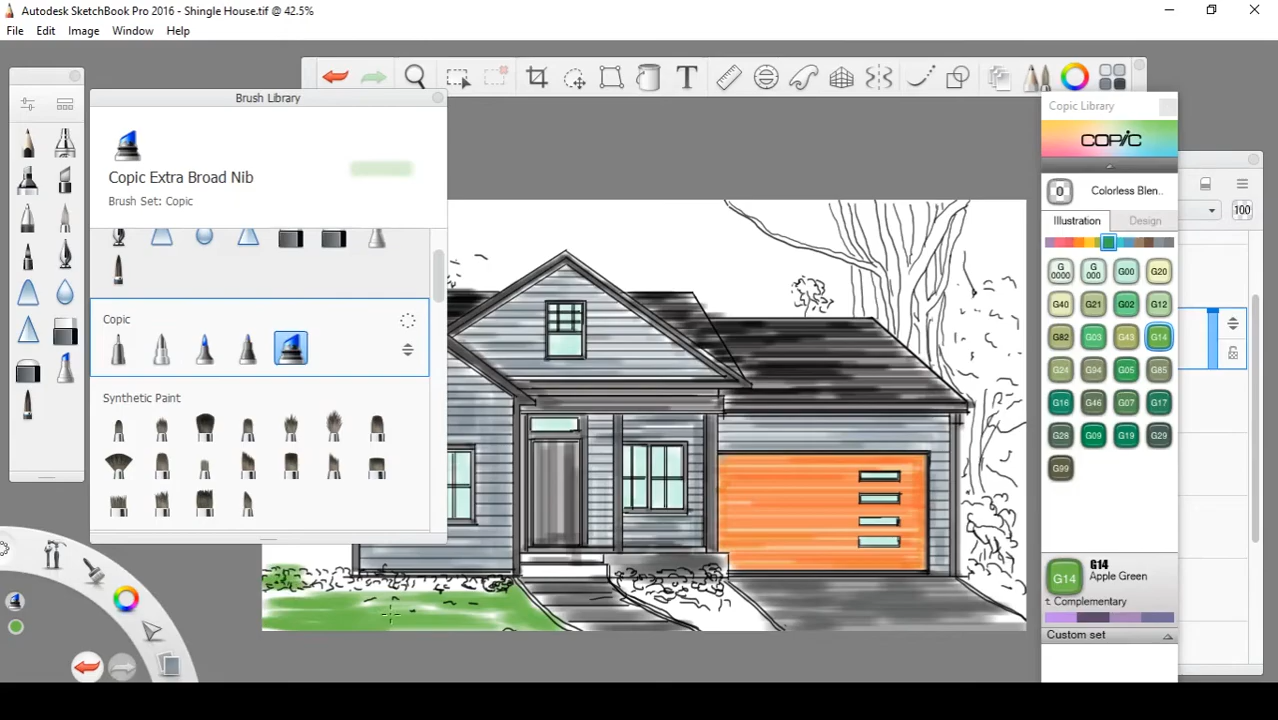 Autodesk SketchBook Pro 2016 - Shingle House.tif @ 42.5%
File Edit Image Window Help
Brush Library
Copic Extra Broad Nib
Brush Set: Copic
Copic
Synthetic Paint
Copic Library
COPIC
0 Colorless Blen..
100
Illustration Design
G0000 G000 G00 G20
G40 G21 G02 G12
G82 G03 G43 G14
G24 G94 G05 G85
G16 G46 G07 G17
G28 G09 G19 G29
G99
G14
G14 Apple Green
t: Complementary
Custom set